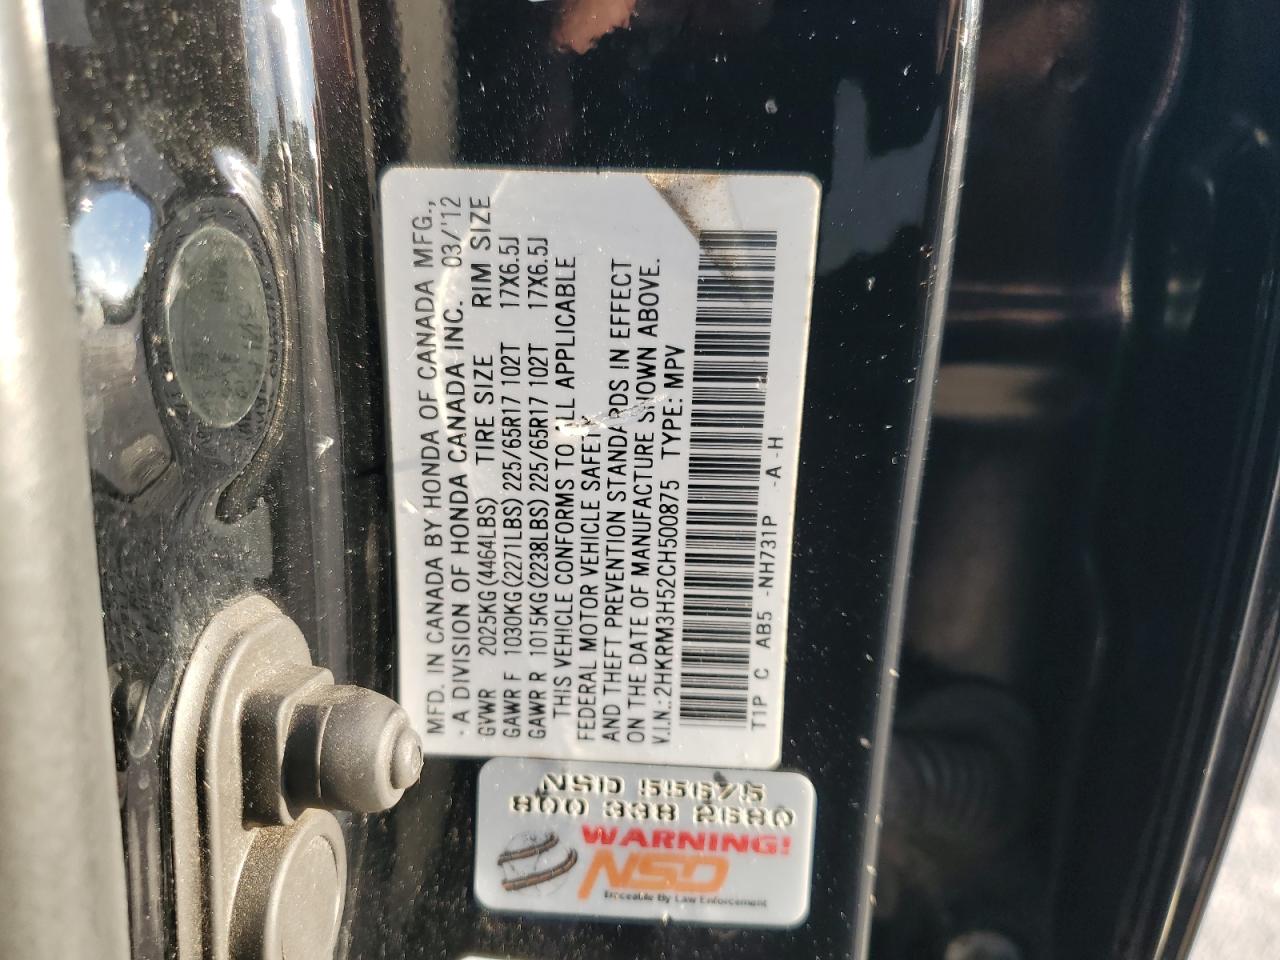 MFD. IN CANADA BY HONDA OF CANADA MFG.,
A DIVISION OF HONDA CANADA INC. 03/'12
GVWR 2025KG(4464LBS) TIRE SIZE RIM SIZE
GAWR F 1030KG(2271LBS) 225/65R17 102T 17X6.5J
GAWR R 1015KG(2238LBS) 225/65R17 102T 17X6.5J
THIS VEHICLE CONFORMS TO ALL APPLICABLE
FEDERAL MOTOR VEHICLE SAFETY
AND THEFT PREVENTION STANDARDS IN EFFECT
ON THE DATE OF MANUFACTURE SHOWN ABOVE.
V.I.N.:2HKRM3H52CH500875 TYPE: MPV
T1P C AB5 -NH731P -A -H
NSD 55675
800 338 2680
WARNING!
NSD
Traceable By Law Enforcement